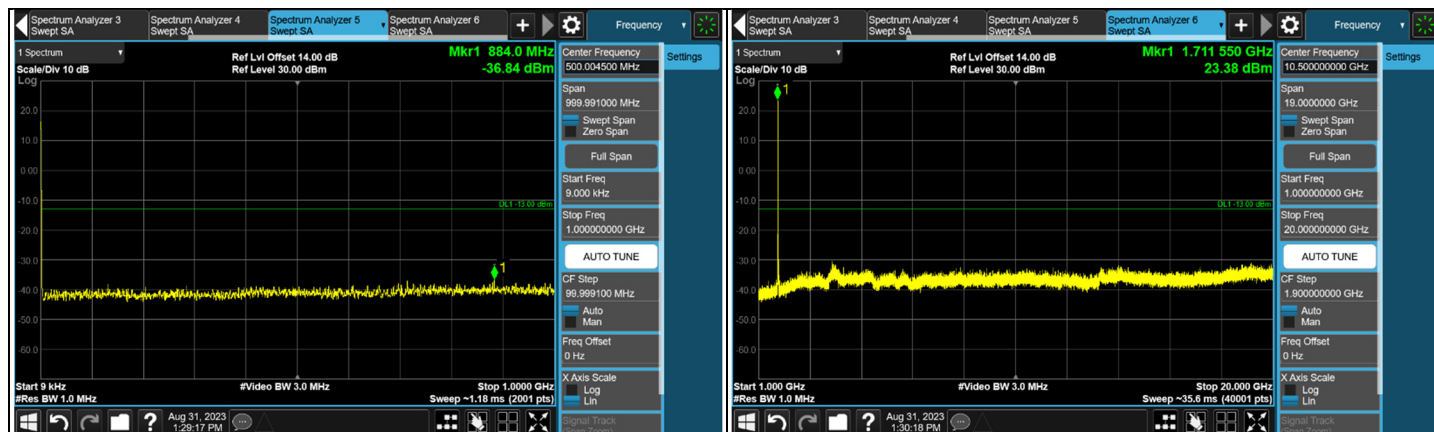 Spectrum Analyzer 3
Swept SA
Spectrum Analyzer 4
Swept SA
Spectrum Analyzer 5
Swept SA
Spectrum Analyzer 6
Swept SA
+
Frequency
1 Spectrum
Scale/Div 10 dB
Log
Ref Lvl Offset 14.00 dB
Ref Level 30.00 dBm
Mkr1 884.0 MHz
-36.84 dBm
20.0
10.0
0.00
-10.0
-20.0
-30.0
-40.0
-50.0
-60.0
DL1 -13.00 dBm
1
Start 9 kHz
#Res BW 1.0 MHz
#Video BW 3.0 MHz
Stop 1.0000 GHz
Sweep ~1.18 ms (2001 pts)
Center Frequency
500.004500 MHz
Settings
Span
999.991000 MHz
Swept Span
Zero Span
Full Span
Start Freq
9.000 kHz
Stop Freq
1.000000000 GHz
AUTO TUNE
CF Step
99.999100 MHz
Auto
Man
Freq Offset
0 Hz
X Axis Scale
Log
Lin
Signal Track
(Span Zoom)
?
Aug 31, 2023
1:29:17 PM
Spectrum Analyzer 3
Swept SA
Spectrum Analyzer 4
Swept SA
Spectrum Analyzer 5
Swept SA
Spectrum Analyzer 6
Swept SA
+
Frequency
1 Spectrum
Scale/Div 10 dB
Log
Ref Lvl Offset 14.00 dB
Ref Level 30.00 dBm
Mkr1 1.711 550 GHz
23.38 dBm
1
20.0
10.0
0.00
-10.0
-20.0
-30.0
-40.0
-50.0
-60.0
DL1 -13.00 dBm
Start 1.000 GHz
#Res BW 1.0 MHz
#Video BW 3.0 MHz
Stop 20.000 GHz
Sweep ~35.6 ms (40001 pts)
Center Frequency
10.500000000 GHz
Settings
Span
19.0000000 GHz
Swept Span
Zero Span
Full Span
Start Freq
1.000000000 GHz
Stop Freq
20.000000000 GHz
AUTO TUNE
CF Step
1.900000000 GHz
Auto
Man
Freq Offset
0 Hz
X Axis Scale
Log
Lin
Signal Track
(Span Zoom)
?
Aug 31, 2023
1:30:18 PM